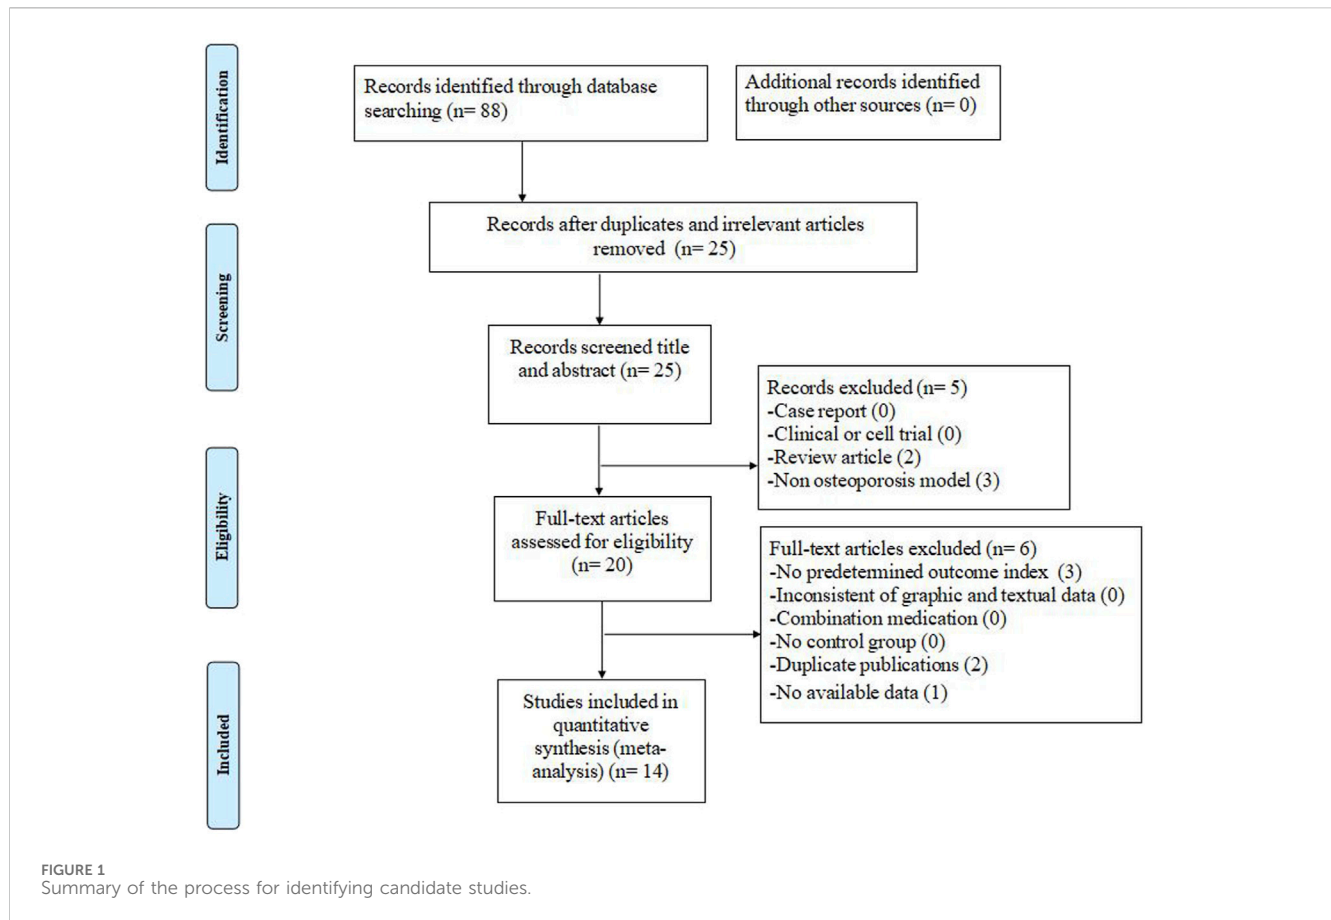 Identification
Records identified through database
searching (n= 88)
Additional records identified
through other sources (n= 0)
Screening
Records after duplicates and irrelevant articles
removed (n= 25)
Records screened title
and abstract (n= 25)
Records excluded (n= 5)
-Case report (0)
-Clinical or cell trial (0)
-Review article (2)
-Non osteoporosis model (3)
Eligibility
Full-text articles
assessed for eligibility
(n= 20)
Full-text articles excluded (n= 6)
-No predetermined outcome index (3)
-Inconsistent of graphic and textual data (0)
-Combination medication (0)
-No control group (0)
-Duplicate publications (2)
-No available data (1)
Included
Studies included in
quantitative
synthesis (meta-
analysis) (n= 14)
FIGURE 1
Summary of the process for identifying candidate studies.